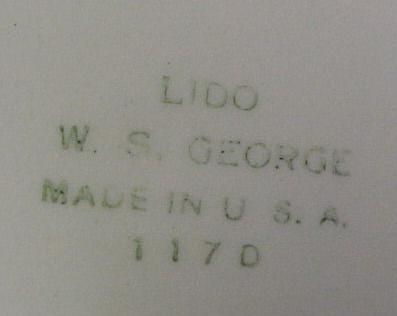 LIDO
W. S. GEORGE
MADE IN U S. A.
1170